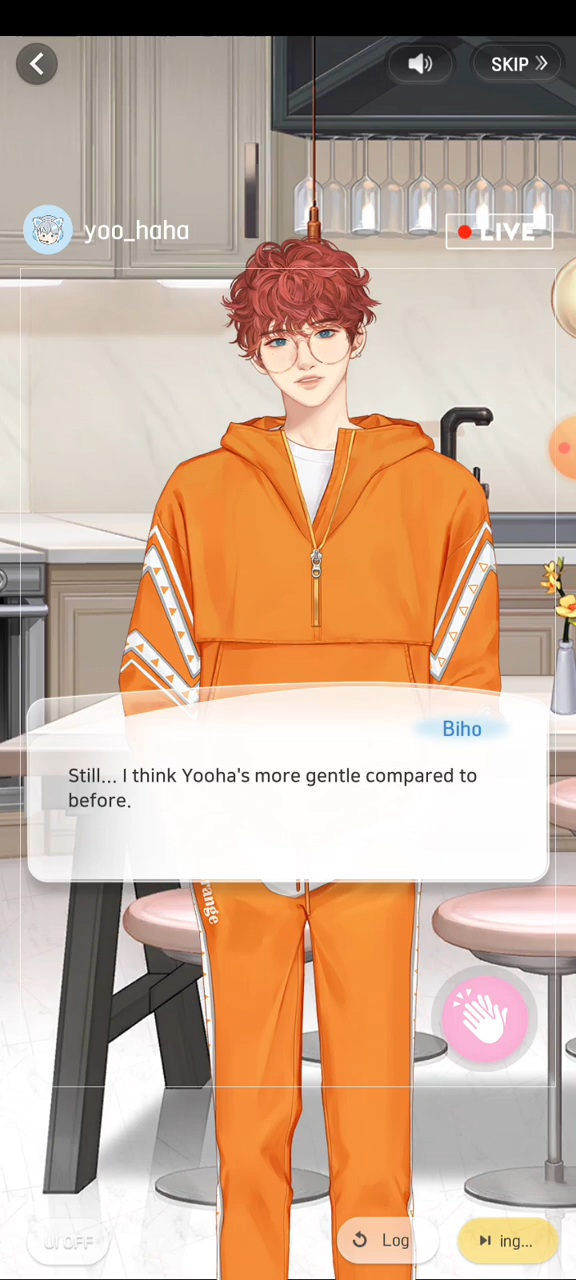 SKIP
yoo_haha
LIVE
Biho
Still... I think Yooha's more gentle compared to
before.
range
UI OFF
Log
ing...